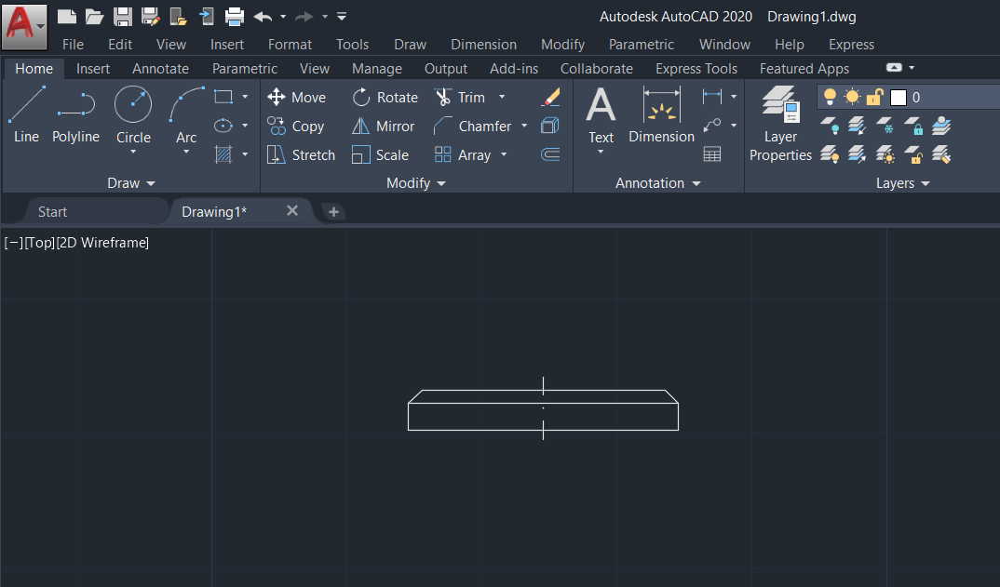 Autodesk AutoCAD 2020 Drawing1.dwg
File Edit View Insert Format Tools Draw Dimension Modify Parametric Window Help Express
Home Insert Annotate Parametric View Manage Output Add-ins Collaborate Express Tools Featured Apps
Line Polyline Circle Arc
Move Rotate Trim
Copy Mirror Chamfer
Stretch Scale Array
Text Dimension
Layer
Properties
0
Draw Modify Annotation Layers
Start Drawing1*
[−][Top][2D Wireframe]